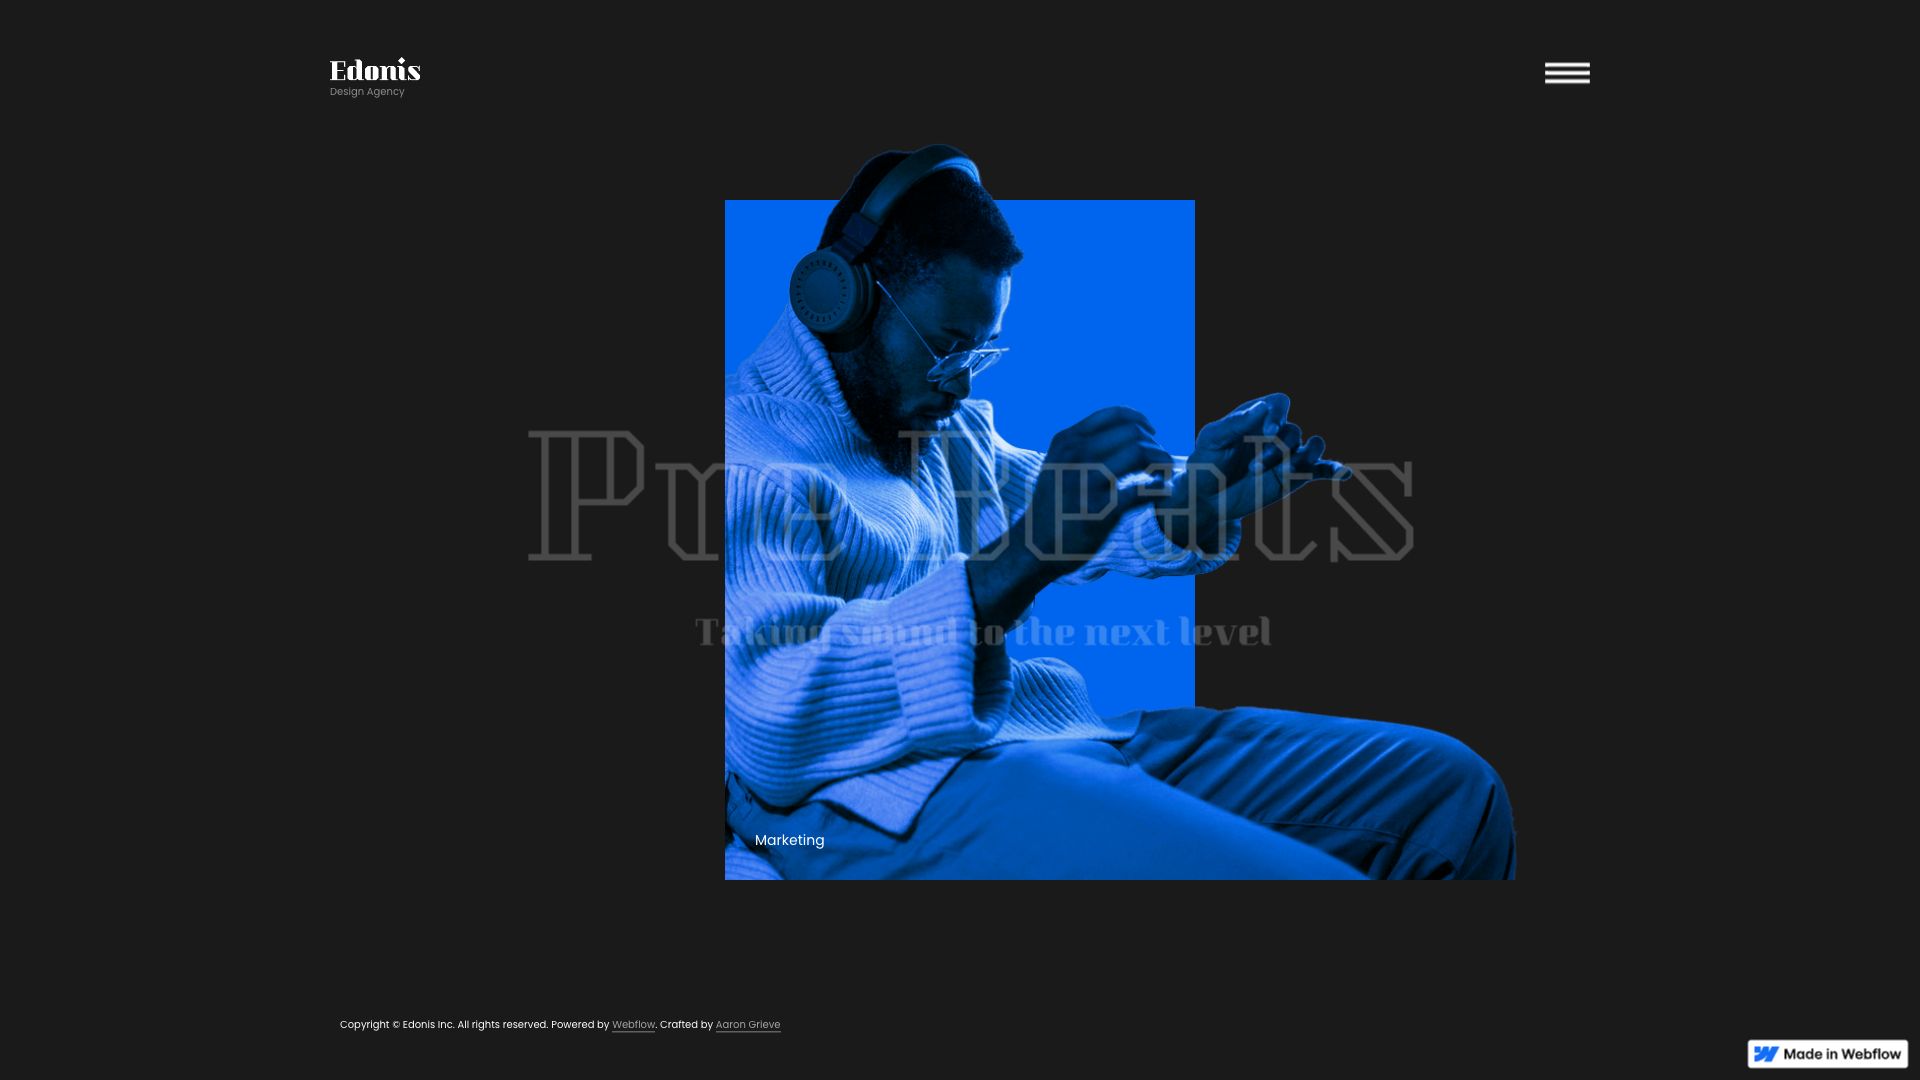 Edonis
Design Agency
Pre Beats
Taking sound to the next level
Marketing
Copyright © Edonis Inc. All rights reserved. Powered by Webflow. Crafted by Aaron Grieve
Made in Webflow